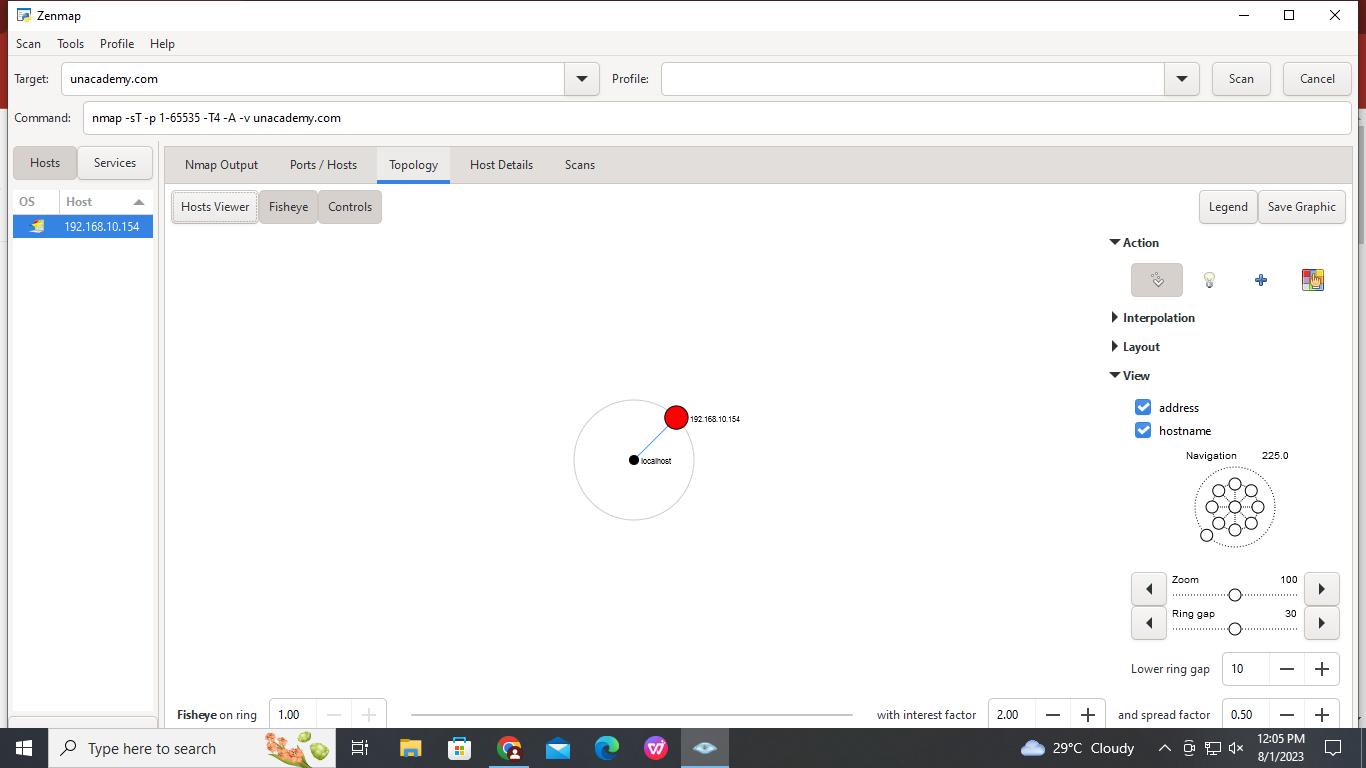 Zenmap
Scan Tools Profile Help
Target: unacademy.com Profile: Scan Cancel
Command: nmap -sT -p 1-65535 -T4 -A -v unacademy.com
Hosts Services
OS Host
192.168.10.154
Nmap Output Ports / Hosts Topology Host Details Scans
Hosts Viewer Fisheye Controls Legend Save Graphic
192.168.10.154
localhost
Action
Interpolation
Layout
View
address
hostname
Navigation 225.0
Zoom 100
Ring gap 30
Lower ring gap 10
Fisheye on ring 1.00 with interest factor 2.00 and spread factor 0.50
Type here to search
29°C Cloudy
12:05 PM
8/1/2023